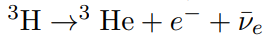 ³H →³ He + e⁻ + ν̄ₑ